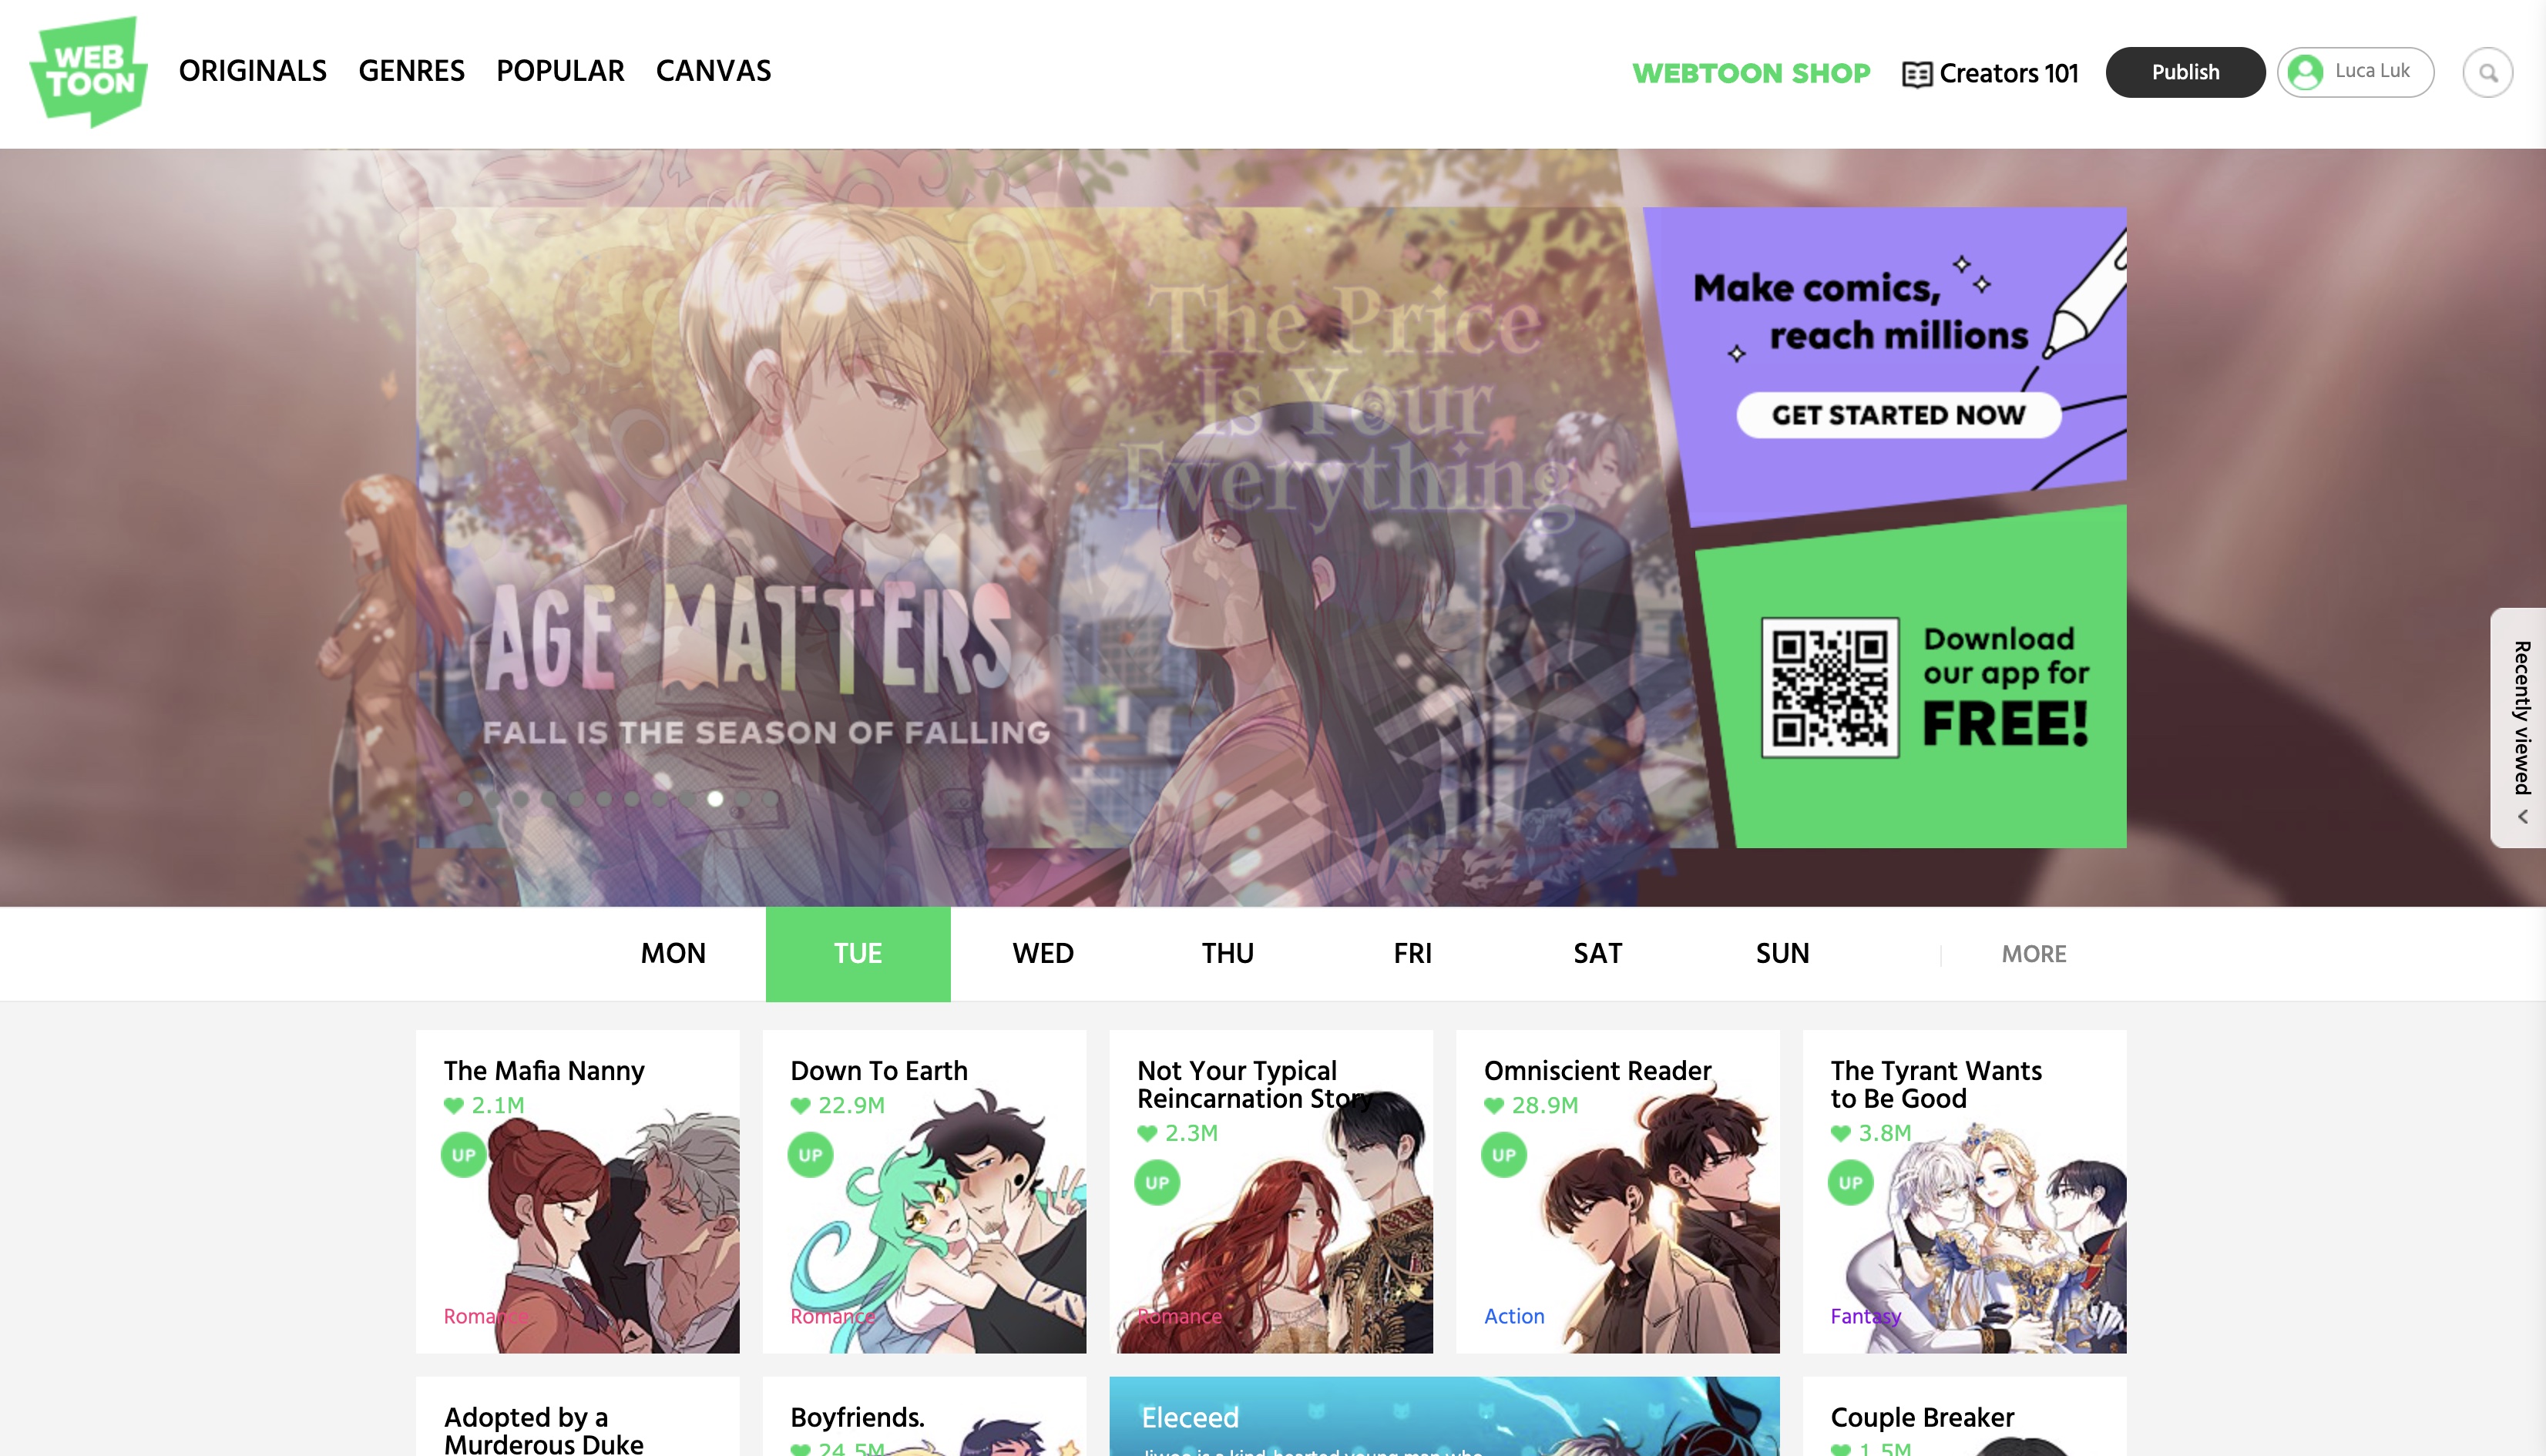 WEB
TOON
ORIGINALS GENRES POPULAR CANVAS
WEBTOON SHOP Creators 101 Publish Luca Luk
The Price
Is Your
Everything
AGE MATTERS
FALL IS THE SEASON OF FALLING
Make comics,
reach millions
GET STARTED NOW
Download
our app for
FREE!
Recently viewed
MON TUE WED THU FRI SAT SUN MORE
The Mafia Nanny
2.1M
UP
Romance
Down To Earth
22.9M
UP
Romance
Not Your Typical
Reincarnation Story
2.3M
UP
Romance
Omniscient Reader
28.9M
UP
Action
The Tyrant Wants
to Be Good
3.8M
UP
Fantasy
Adopted by a
Murderous Duke
Boyfriends.
24.5M
Eleceed
Jiwoo is a kind-hearted young man who
Couple Breaker
1.5M